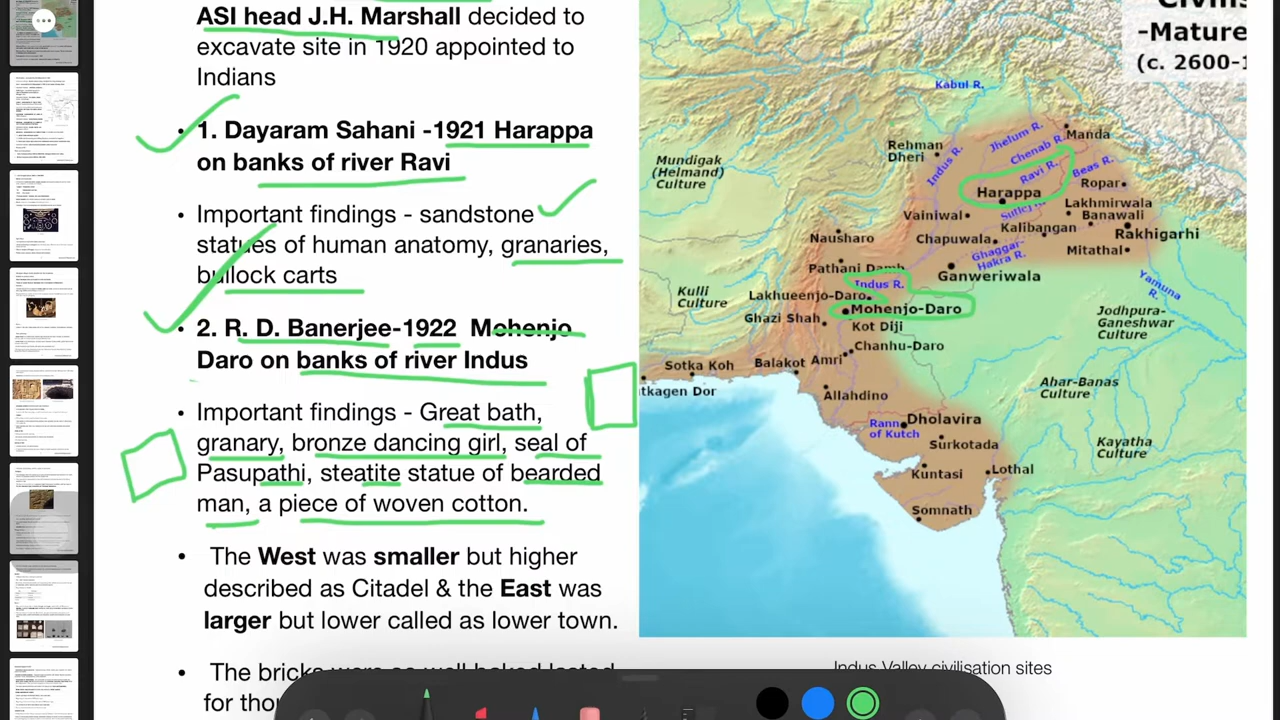 ASI head J.H. Marshall decided to
excavate site in 1920 appointed to
Indians
• 1. Dayaram Sahani -1921 Harappa
on banks of river Ravi
• Important findings - sandstone
statues of human anatomy granaries,
bullock carts
• 2. R. D. Banerjee-1922 Mohenjo
Daro on banks of river Indus
• Important findings - Great bath,
granary, bronze dancing girl, seal of
Pasupathi, steatite statue of bearded
man, a piece of woven cotton.
• The West was smaller but higher
described as Citadel & the East was
larger but lower called as lower town.
• The
-Mature
(c. 2600-1
Kabul R.
Manda
Jhelum R.
Chenab R.
Rehman
Dheri
Indus R.
Ravi R.
Beas R.
Mundigak
(Helmand)
Culture
Harappa
Ropar
Lakhmirwala
Vainiwal
Banawali
Kalibangan
Rakhigarhi
Nausharo
Chapuwala
Mitathal
Ghaggar-
Hakra R.
Pathani Damb
Ganweriwala
Indus R.
Yamuna
R.
Kulli
Culture
Lakhueenjo-Daro
Mohenjo-Daro
Ghazi Shah
Kot Diji
Jodhpura-
Ganeshwar
Culture
Chanhu-Daro
Sotka Koh
Balakot
Amri
tkagen Dor
Allahdino
Ahar-Banas
Culture
Rann
of Kutch
Dholavira
Surkotada
Kayatha
Culture
Kuntasi
Lothal
Somnath
civilisation sites